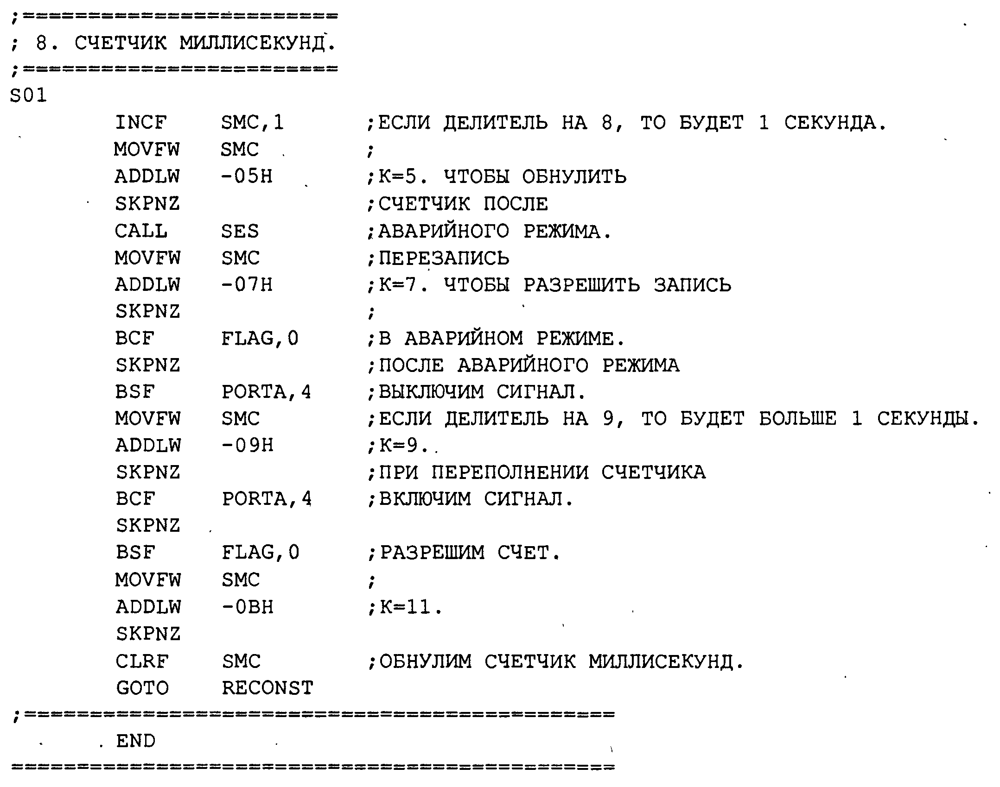 ;========================
; 8. СЧЕТЧИК МИЛЛИСЕКУНД.
;========================
S01
INCF SMC,1 ;ЕСЛИ ДЕЛИТЕЛЬ НА 8, ТО БУДЕТ 1 СЕКУНДА.
MOVFW SMC ;
ADDLW -05H ;К=5. ЧТОБЫ ОБНУЛИТЬ
SKPNZ ;СЧЕТЧИК ПОСЛЕ
CALL SES ;АВАРИЙНОГО РЕЖИМА.
MOVFW SMC ;ПЕРЕЗАПИСЬ
ADDLW -07H ;К=7. ЧТОБЫ РАЗРЕШИТЬ ЗАПИСЬ
SKPNZ ;
BCF FLAG,0 ;В АВАРИЙНОМ РЕЖИМЕ.
SKPNZ ;ПОСЛЕ АВАРИЙНОГО РЕЖИМА
BSF PORTA,4 ;ВЫКЛЮЧИМ СИГНАЛ.
MOVFW SMC ;ЕСЛИ ДЕЛИТЕЛЬ НА 9, ТО БУДЕТ БОЛЬШЕ 1 СЕКУНДЫ.
ADDLW -09H ;К=9.
SKPNZ ;ПРИ ПЕРЕПОЛНЕНИИ СЧЕТЧИКА
BCF PORTA,4 ;ВКЛЮЧИМ СИГНАЛ.
SKPNZ
BSF FLAG,0 ;РАЗРЕШИМ СЧЕТ.
MOVFW SMC ;
ADDLW -0BH ;К=11.
SKPNZ
CLRF SMC ;ОБНУЛИМ СЧЕТЧИК МИЛЛИСЕКУНД.
GOTO RECONST
;=============================================
END
==============================================